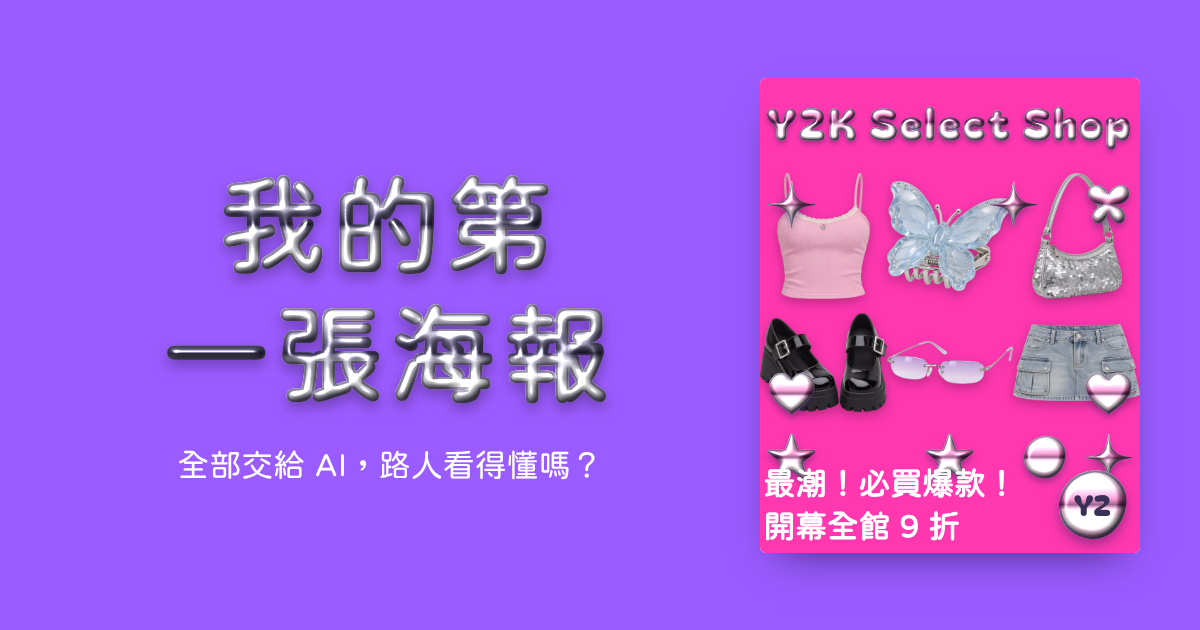 我的第
一張海報
全部交給 AI，路人看得懂嗎？
Y2K Select Shop
最潮！必買爆款！
開幕全館 9 折
Y2